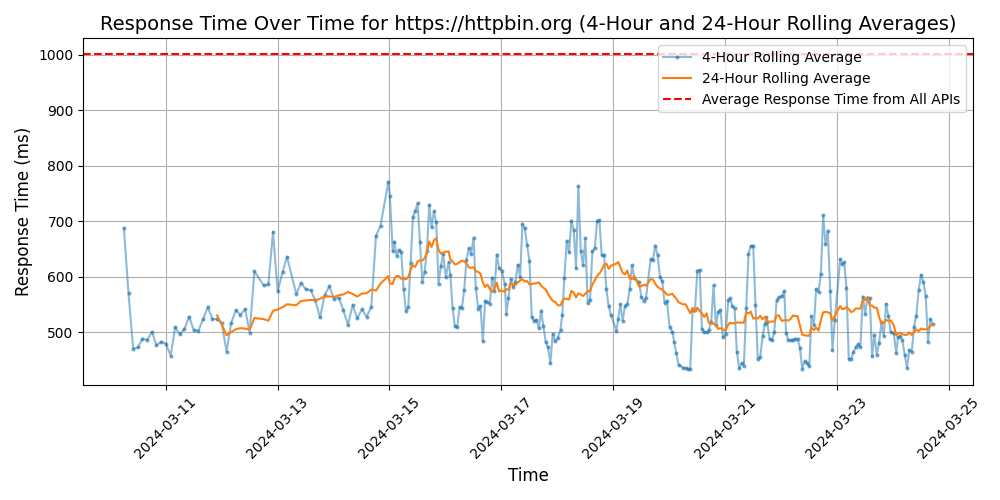 Response Time Over Time for https://httpbin.org (4-Hour and 24-Hour Rolling Averages)
4-Hour Rolling Average
24-Hour Rolling Average
Average Response Time from All APIs
Response Time (ms)
1000
900
800
700
600
500
2024-03-11
2024-03-13
2024-03-15
2024-03-17
2024-03-19
2024-03-21
2024-03-23
2024-03-25
Time